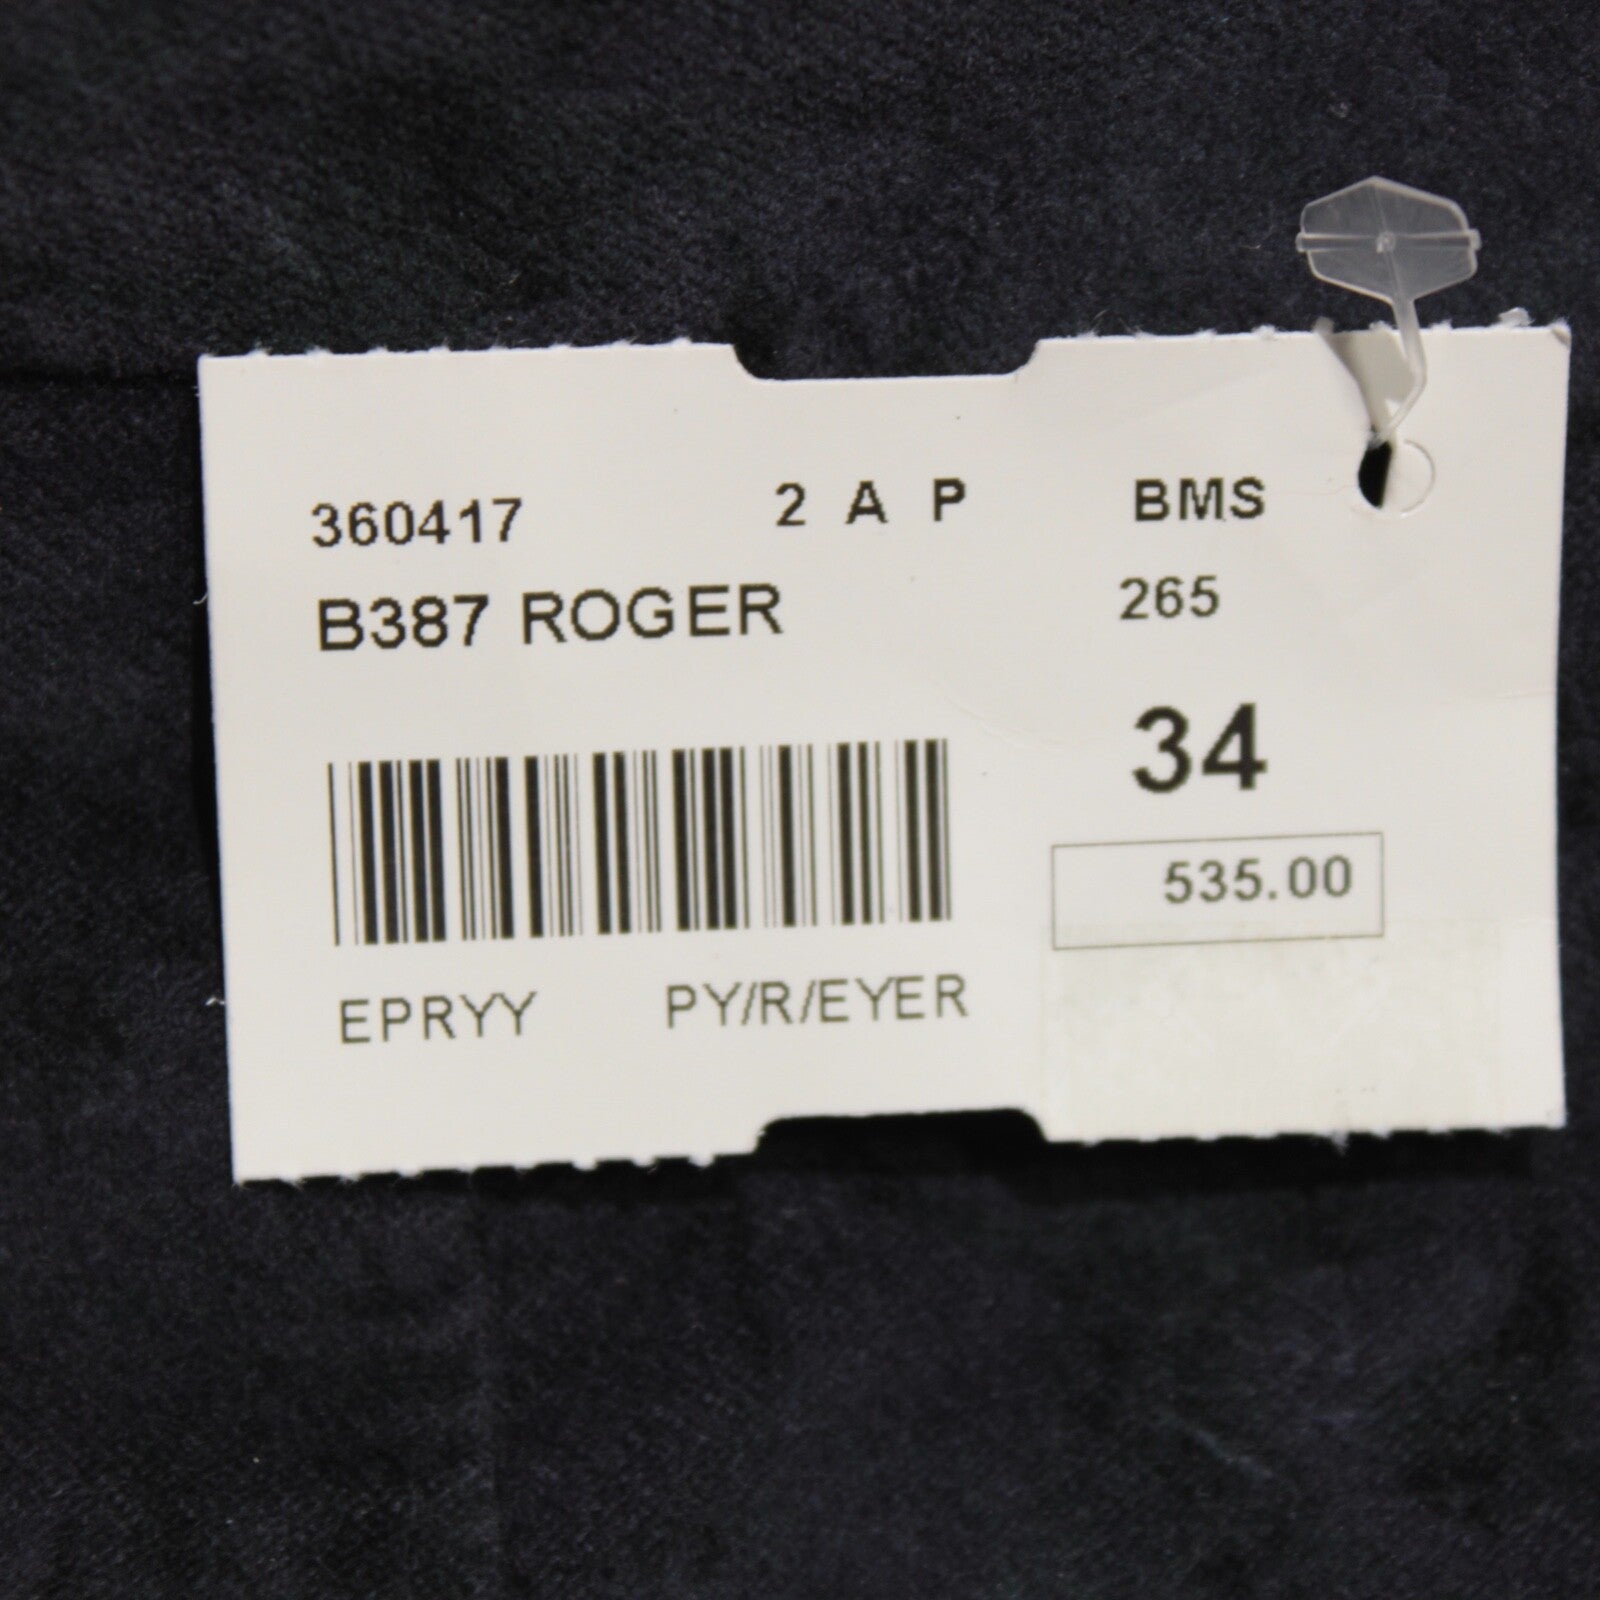 360417 2 A P BMS
B387 ROGER 265
34
535.00
EPRYY PY/R/EYER